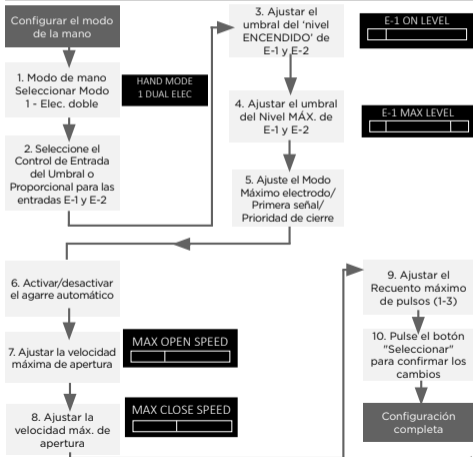 Configurar el modo
de la mano
1. Modo de mano
Seleccionar Modo
1 - Elec. doble
HAND MODE
1 DUAL ELEC
2. Seleccione el
Control de Entrada
del Umbral o
Proporcional para las
entradas E-1 y E-2
3. Ajustar el
umbral del ‘nivel
ENCENDIDO’ de
E-1 y E-2
E-1 ON LEVEL
4. Ajustar el umbral
del Nivel MÁX. de
E-1 y E-2
E-1 MAX LEVEL
5. Ajuste el Modo
Máximo electrodo/
Primera señal/
Prioridad de cierre
6. Activar/desactivar
el agarre automático
7. Ajustar la velocidad
máxima de apertura
MAX OPEN SPEED
8. Ajustar la
velocidad máx. de
apertura
MAX CLOSE SPEED
9. Ajustar el
Recuento máximo
de pulsos (1-3)
10. Pulse el botón
"Seleccionar"
para confirmar los
cambios
Configuración
completa